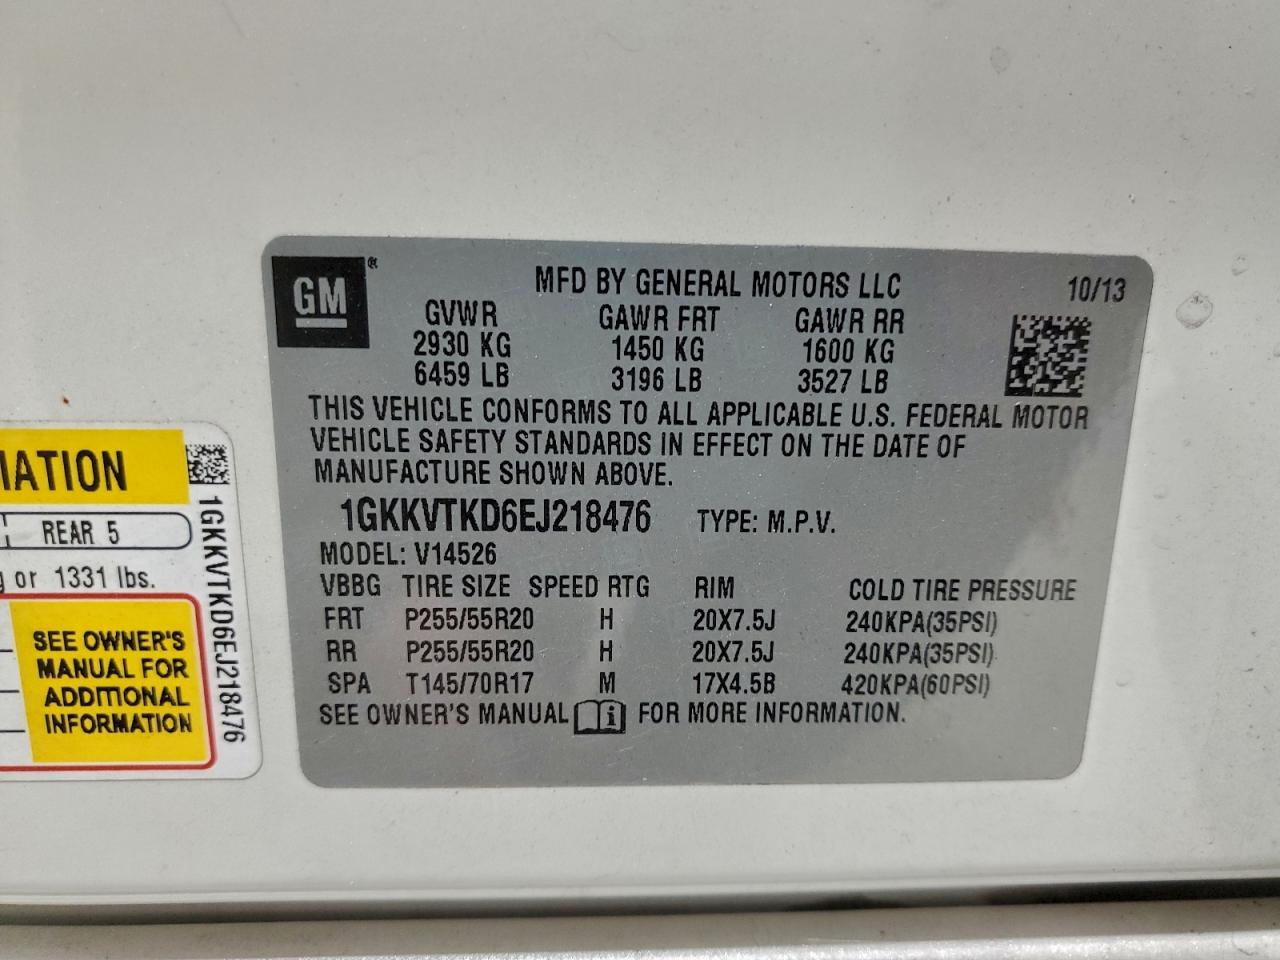 GM®
MFD BY GENERAL MOTORS LLC 10/13
GVWR GAWR FRT GAWR RR
2930 KG 1450 KG 1600 KG
6459 LB 3196 LB 3527 LB
THIS VEHICLE CONFORMS TO ALL APPLICABLE U.S. FEDERAL MOTOR
VEHICLE SAFETY STANDARDS IN EFFECT ON THE DATE OF
MANUFACTURE SHOWN ABOVE.
1GKKVTKD6EJ218476 TYPE: M.P.V.
MODEL: V14526
VBBG TIRE SIZE SPEED RTG RIM COLD TIRE PRESSURE
FRT P255/55R20 H 20X7.5J 240KPA(35PSI)
RR P255/55R20 H 20X7.5J 240KPA(35PSI)
SPA T145/70R17 M 17X4.5B 420KPA(60PSI)
SEE OWNER'S MANUAL i FOR MORE INFORMATION.
MATION
REAR 5
g or 1331 lbs.
SEE OWNER'S
MANUAL FOR
ADDITIONAL
INFORMATION
1GKKVTKD6EJ218476